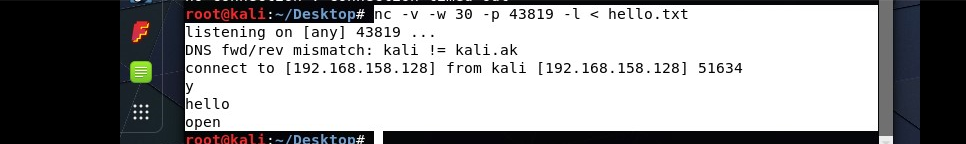 root@kali:~/Desktop# nc -v -w 30 -p 43819 -l < hello.txt
listening on [any] 43819 ...
DNS fwd/rev mismatch: kali != kali.ak
connect to [192.168.158.128] from kali [192.168.158.128] 51634
y
hello
open
root@kali:~/Desktop#